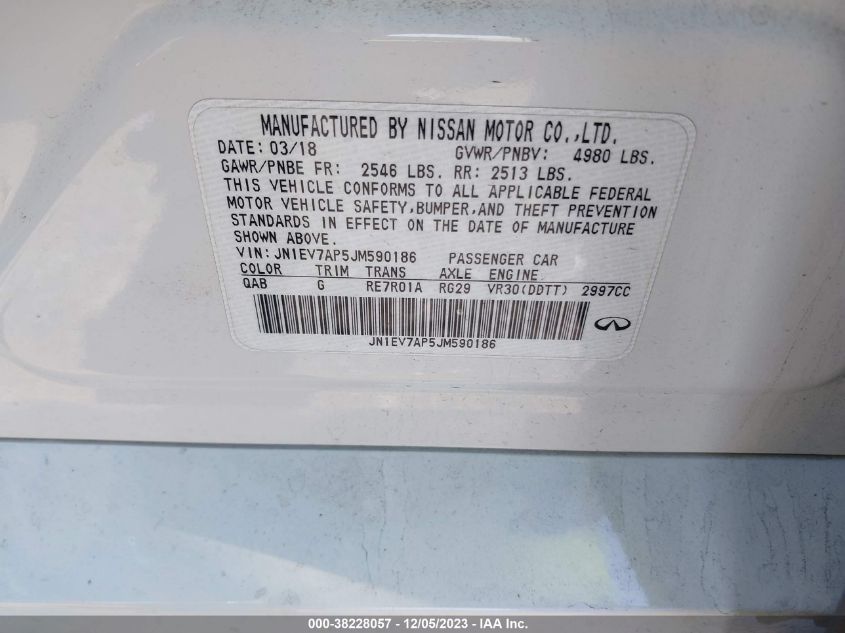 MANUFACTURED BY NISSAN MOTOR CO.,LTD.
DATE: 03/18 GVWR/PNBV: 4980 LBS.
GAWR/PNBE FR: 2546 LBS. RR: 2513 LBS.
THIS VEHICLE CONFORMS TO ALL APPLICABLE FEDERAL
MOTOR VEHICLE SAFETY,BUMPER,AND THEFT PREVENTION
STANDARDS IN EFFECT ON THE DATE OF MANUFACTURE
SHOWN ABOVE.
VIN: JN1EV7AP5JM590186 PASSENGER CAR
COLOR TRIM TRANS AXLE ENGINE
QAB G RE7R01A RG29 VR30(DDTT) 2997CC
JN1EV7AP5JM590186
000-38228057 - 12/05/2023 - IAA Inc.